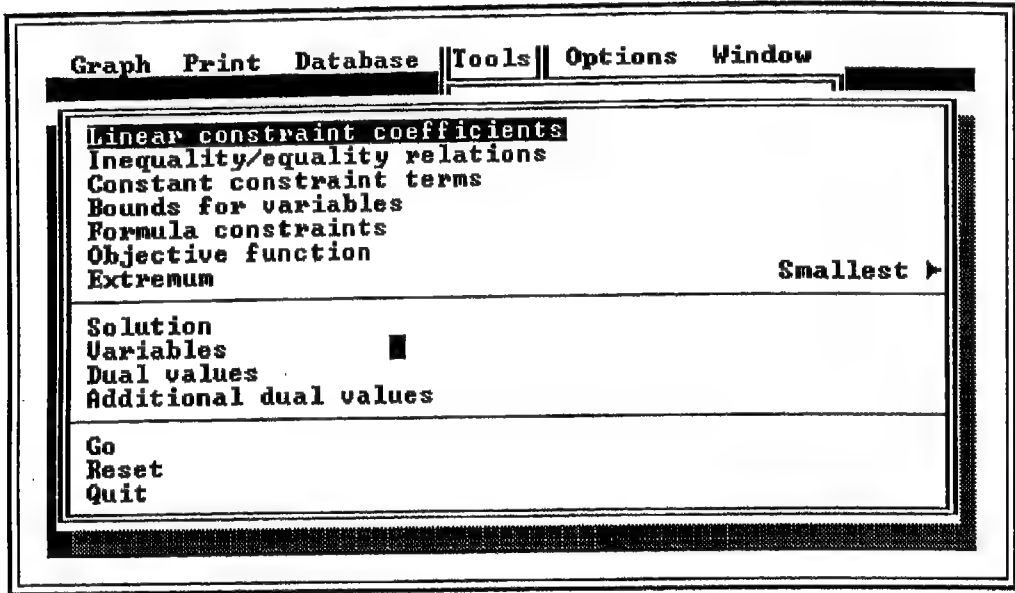 Graph Print Database Tools Options Window
Linear constraint coefficients
Inequality/equality relations
Constant constraint terms
Bounds for variables
Formula constraints
Objective function
Extremum Smallest ►
Solution
Variables
Dual values
Additional dual values
Go
Reset
Quit